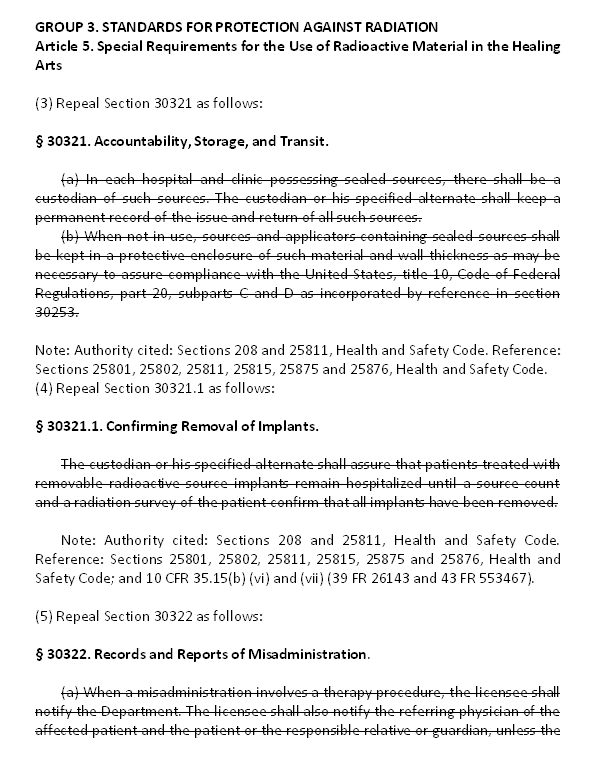 GROUP 3. STANDARDS FOR PROTECTION AGAINST RADIATION
Article 5. Special Requirements for the Use of Radioactive Material in the Healing
Arts
(3) Repeal Section 30321 as follows:
§ 30321. Accountability, Storage, and Transit.
(a) In each hospital and clinic possessing sealed sources, there shall be a
custodian of such sources. The custodian or his specified alternate shall keep a
permanent record of the issue and return of all such sources.
(b) When not in use, sources and applicators containing sealed sources shall
be kept in a protective enclosure of such material and wall thickness as may be
necessary to assure compliance with the United States, title 10, Code of Federal
Regulations, part 20, subparts C and D as incorporated by reference in section
30253.
Note: Authority cited: Sections 208 and 25811, Health and Safety Code. Reference:
Sections 25801, 25802, 25811, 25815, 25875 and 25876, Health and Safety Code.
(4) Repeal Section 30321.1 as follows:
§ 30321.1. Confirming Removal of Implants.
The custodian or his specified alternate shall assure that patients treated with
removable radioactive source implants remain hospitalized until a source count
and a radiation survey of the patient confirm that all implants have been removed.
Note: Authority cited: Sections 208 and 25811, Health and Safety Code.
Reference: Sections 25801, 25802, 25811, 25815, 25875 and 25876, Health and
Safety Code; and 10 CFR 35.15(b) (vi) and (vii) (39 FR 26143 and 43 FR 553467).
(5) Repeal Section 30322 as follows:
§ 30322. Records and Reports of Misadministration.
(a) When a misadministration involves a therapy procedure, the licensee shall
notify the Department. The licensee shall also notify the referring physician of the
affected patient and the patient or the responsible relative or guardian, unless the